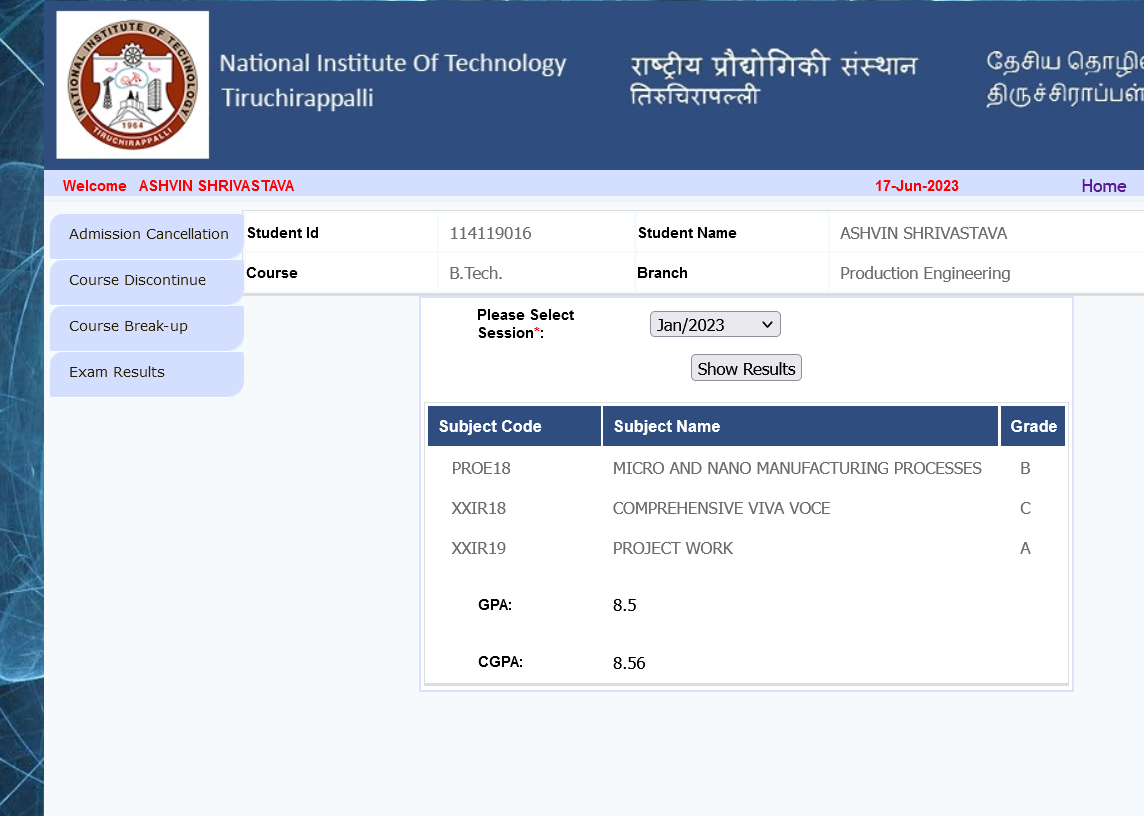 NATIONAL INSTITUTE OF TECHNOLOGY
1964
TIRUCHIRAPPALLI
National Institute Of Technology
Tiruchirappalli
राष्ट्रीय प्रौद्योगिकी संस्थान
तिरुचिरापल्ली
தேசிய
Welcome ASHVIN SHRIVASTAVA 17-Jun-2023 Home
Admission Cancellation
Course Discontinue
Course Break-up
Exam Results
Student Id 114119016 Student Name ASHVIN SHRIVASTAVA
Course B.Tech. Branch Production Engineering
Please Select
Session*: Jan/2023
Show Results
Subject Code Subject Name Grade
PROE18 MICRO AND NANO MANUFACTURING PROCESSES B
XXIR18 COMPREHENSIVE VIVA VOCE C
XXIR19 PROJECT WORK A
GPA: 8.5
CGPA: 8.56